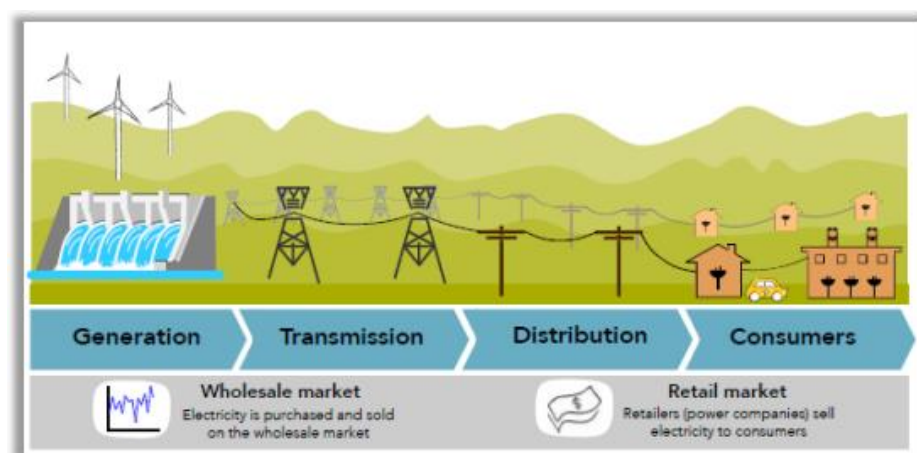 Generation
Transmission
Distribution
Consumers
Wholesale market
Electricity is purchased and sold
on the wholesale market
$
Retail market
Retailers (power companies) sell
electricity to consumers